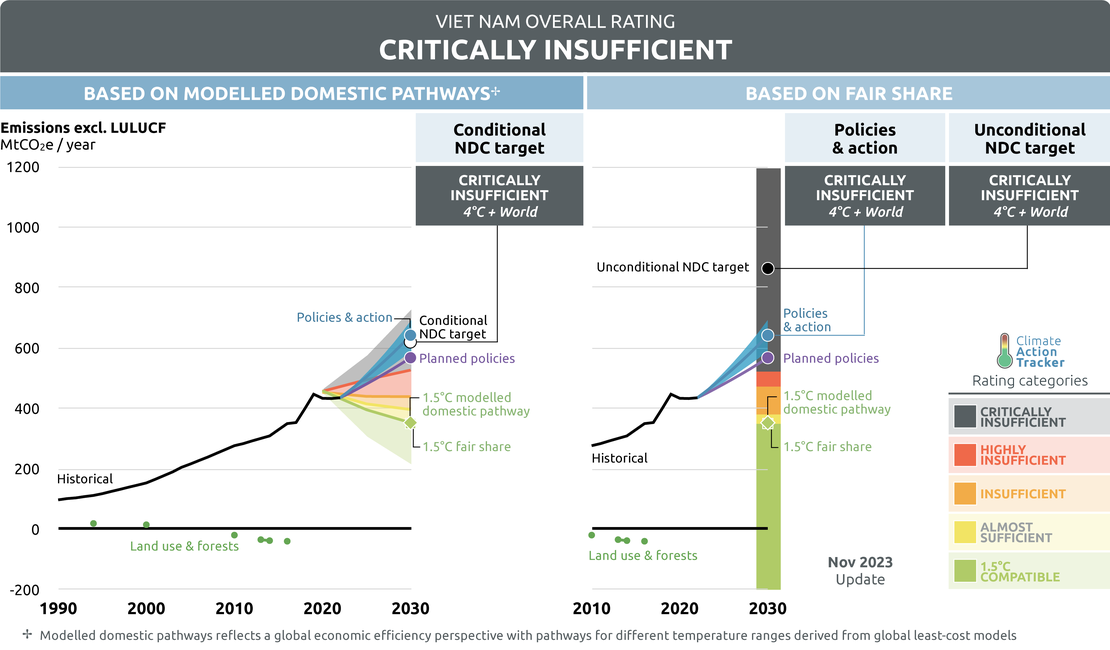 VIET NAM OVERALL RATING
CRITICALLY INSUFFICIENT
BASED ON MODELLED DOMESTIC PATHWAYS✢
BASED ON FAIR SHARE
Emissions excl. LULUCF
MtCO₂e / year
Conditional
NDC target
CRITICALLY
INSUFFICIENT
4°C + World
1200
1000
800
600
400
200
0
-200
Policies & action
Conditional
NDC target
Planned policies
1.5°C modelled
domestic pathway
1.5°C fair share
Historical
Land use & forests
1990
2000
2010
2020
2030
Policies
& action
CRITICALLY
INSUFFICIENT
4°C + World
Unconditional
NDC target
CRITICALLY
INSUFFICIENT
4°C + World
Unconditional NDC target
Policies
& action
Planned policies
1.5°C modelled
domestic pathway
1.5°C fair share
Historical
Land use & forests
2010
2020
2030
Climate
Action
Tracker
Rating categories
CRITICALLY
INSUFFICIENT
HIGHLY
INSUFFICIENT
INSUFFICIENT
ALMOST
SUFFICIENT
1.5°C
COMPATIBLE
Nov 2023
Update
✢ Modelled domestic pathways reflects a global economic efficiency perspective with pathways for different temperature ranges derived from global least-cost models